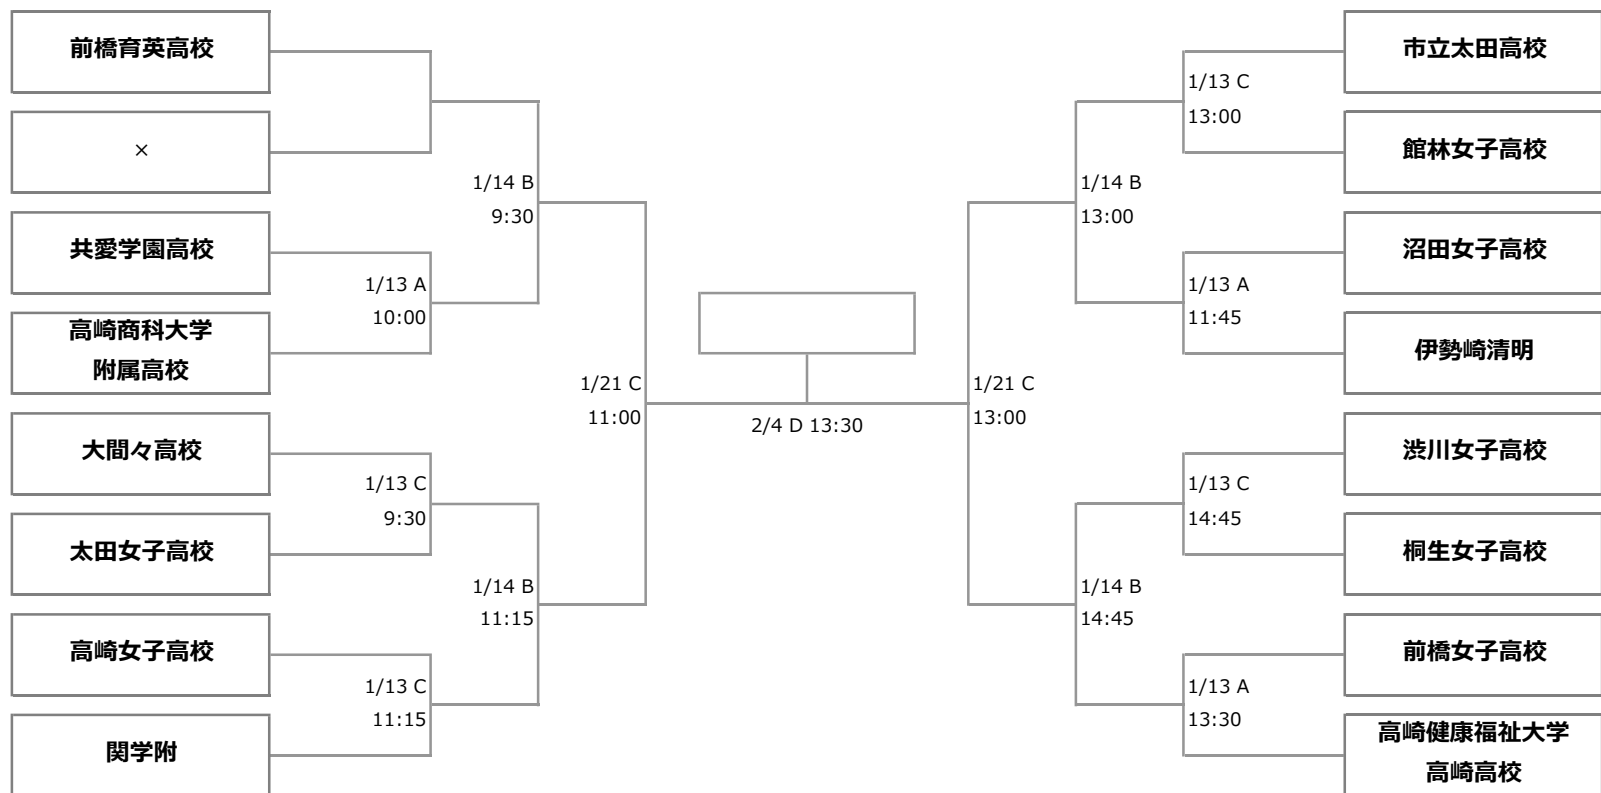 前橋育英高校
×
共愛学園高校
高崎商科大学
附属高校
大間々高校
太田女子高校
高崎女子高校
関学附
1/13 A
10:00
1/13 C
9:30
1/13 C
11:15
1/14 B
9:30
1/14 B
11:15
1/21 C
11:00
2/4 D 13:30
1/21 C
13:00
1/14 B
13:00
1/14 B
14:45
1/13 C
13:00
1/13 A
11:45
1/13 C
14:45
1/13 A
13:30
市立太田高校
館林女子高校
沼田女子高校
伊勢崎清明
渋川女子高校
桐生女子高校
前橋女子高校
高崎健康福祉大学
高崎高校